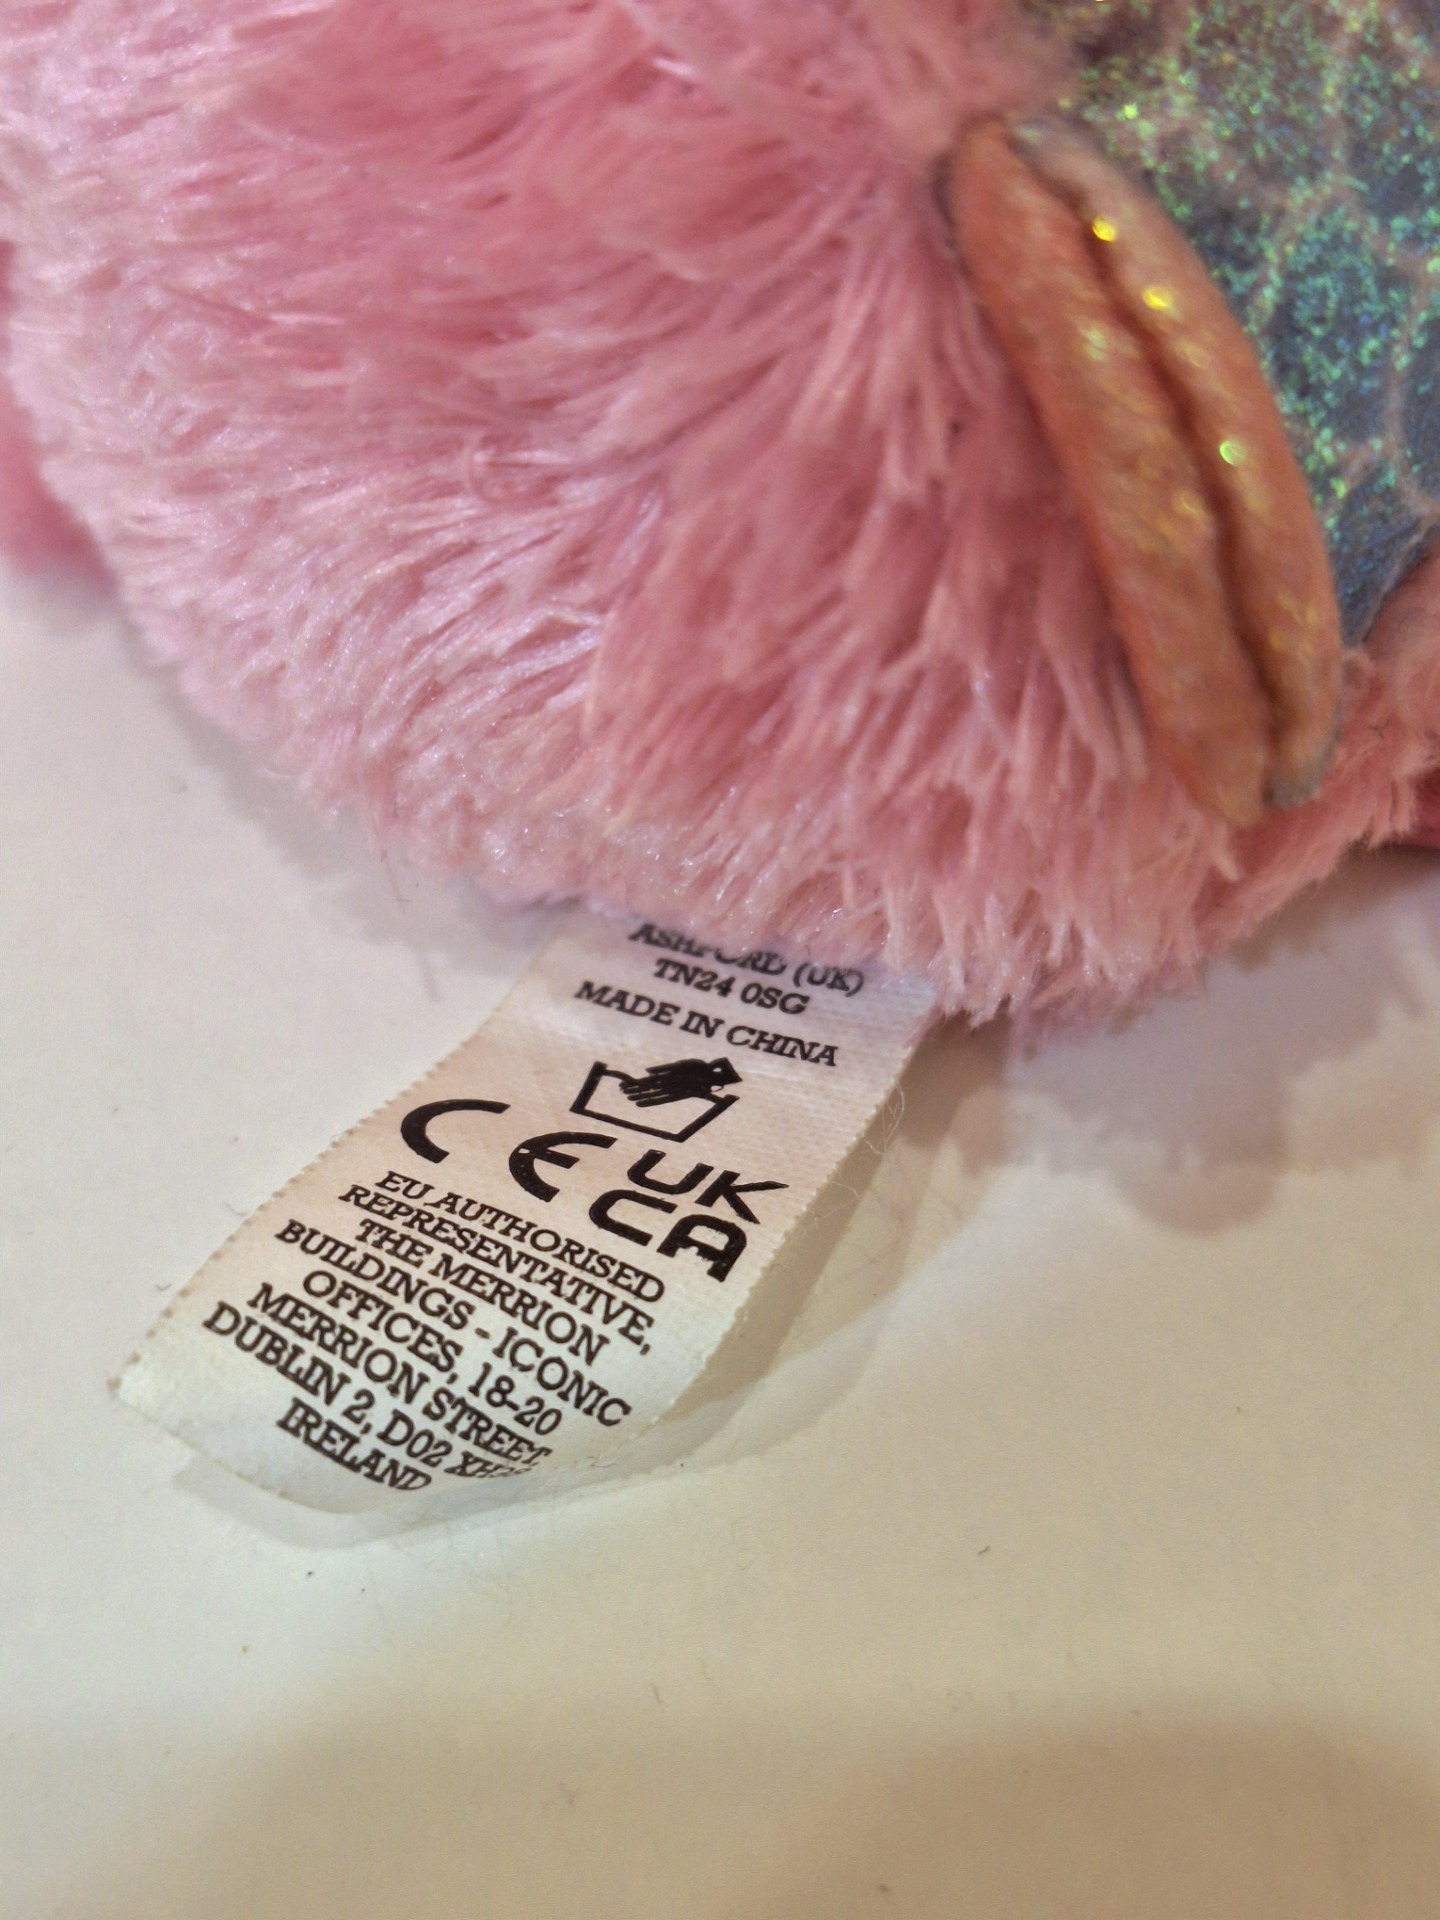 ASHFORD (UK)
TN24 0SG
MADE IN CHINA
CE UK
CA
EU AUTHORISED
REPRESENTATIVE,
THE MERRION
BUILDINGS - ICONIC
OFFICES, 18-20
MERRION STREET
DUBLIN 2, D02
IRELAND